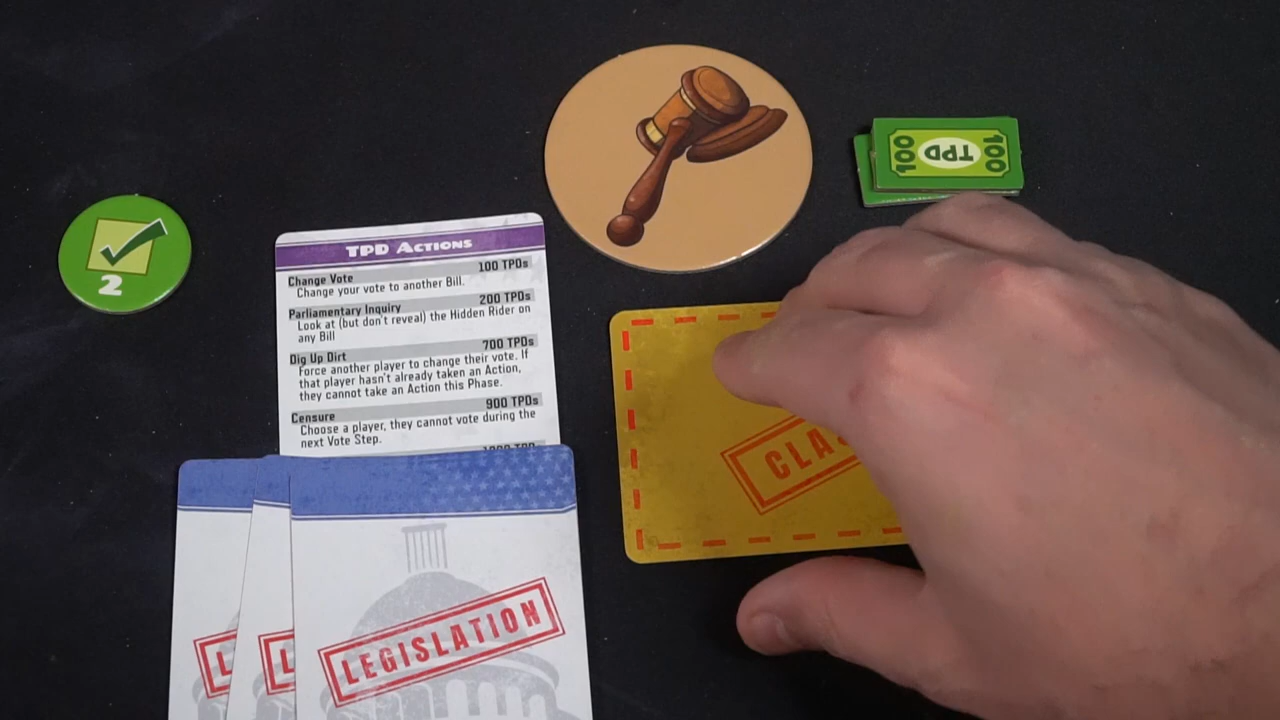 100 TPD 100
2
TPD ACTIONS
Change Vote 100 TPDs
Change your vote to another Bill.
Parliamentary Inquiry 200 TPDs
Look at (but don't reveal) the Hidden Rider on
any Bill
Dig Up Dirt 700 TPDs
Force another player to change their vote. If
that player hasn't already taken an Action,
they cannot take an Action this Phase.
Censure 900 TPDs
Choose a player, they cannot vote during the
next Vote Step.
CLA
L
L
LEGISLATION